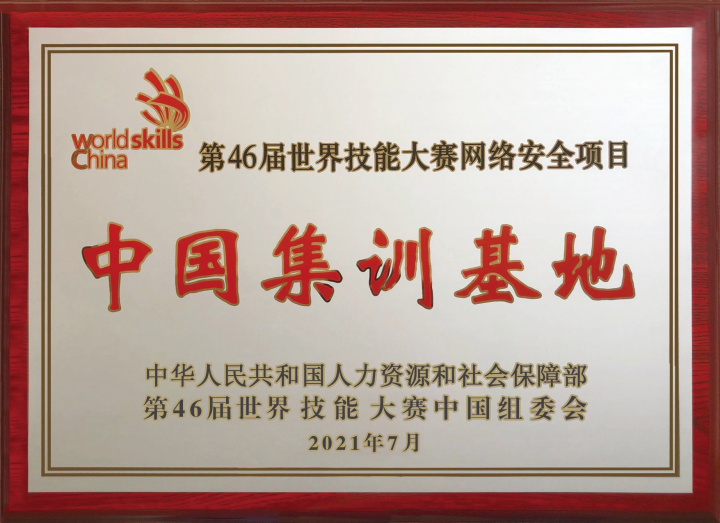 worldskills
China
第46届世界技能大赛网络安全项目
中国集训基地
中华人民共和国人力资源和社会保障部
第46届世界技能大赛中国组委会
2021年7月